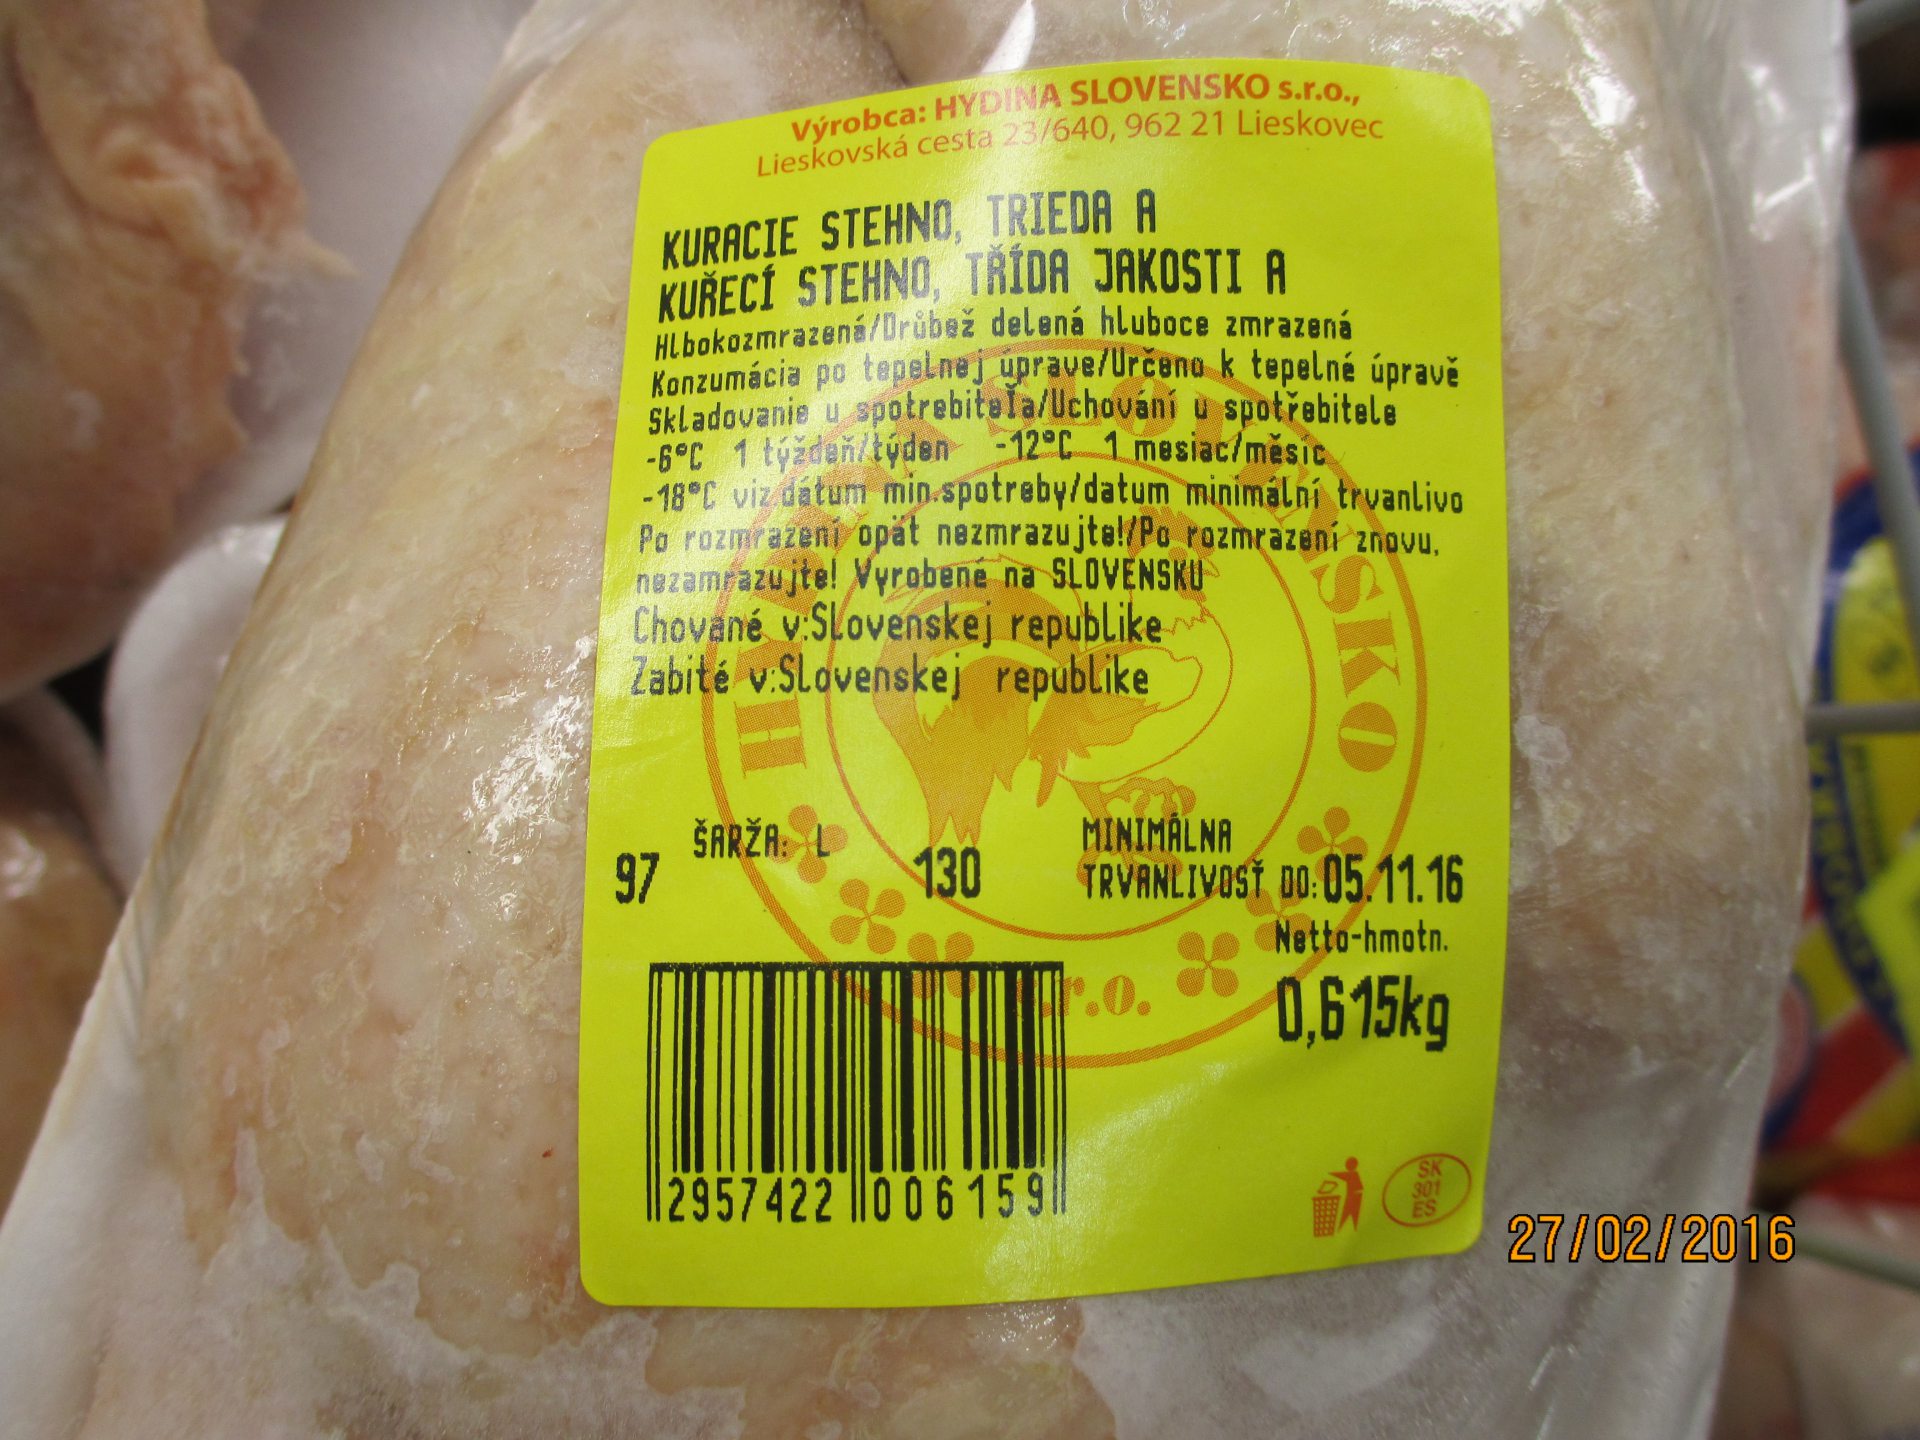 Výrobca: HYDINA SLOVENSKO s.r.o.,
Lieskovská cesta 23/640, 962 21 Lieskovec
KURACIE STEHNO, TRIEDA A
KUŘECÍ STEHNO, TŘÍDA JAKOSTI A
Hlbokozmrazená/Drůbež delená hluboce zmrazená
Konzumácia po tepelnej úprave/Určeno k tepelné úpravě
Skladovanie u spotrebiteľa/Uchování u spotřebitele
-6°C 1 týždeň/týden -12°C 1 mesiac/měsíc
-18°C viz.dátum min.spotreby/datum minimální trvanlivo
Po rozmrazení opät nezmrazujte!/Po rozmrazení znovu,
nezamrazujte! Vyrobené na SLOVENSKU
Chované v:Slovenskej republike
Zabité v:Slovenskej republike
HYDINA SLOVENSKO
s.r.o.
97 ŠARŽA: L 130
MINIMÁLNA
TRVANLIVOSŤ DO: 05.11.16
Netto-hmotn.
0,615kg
2957422 006159
SK
301
ES
27/02/2016